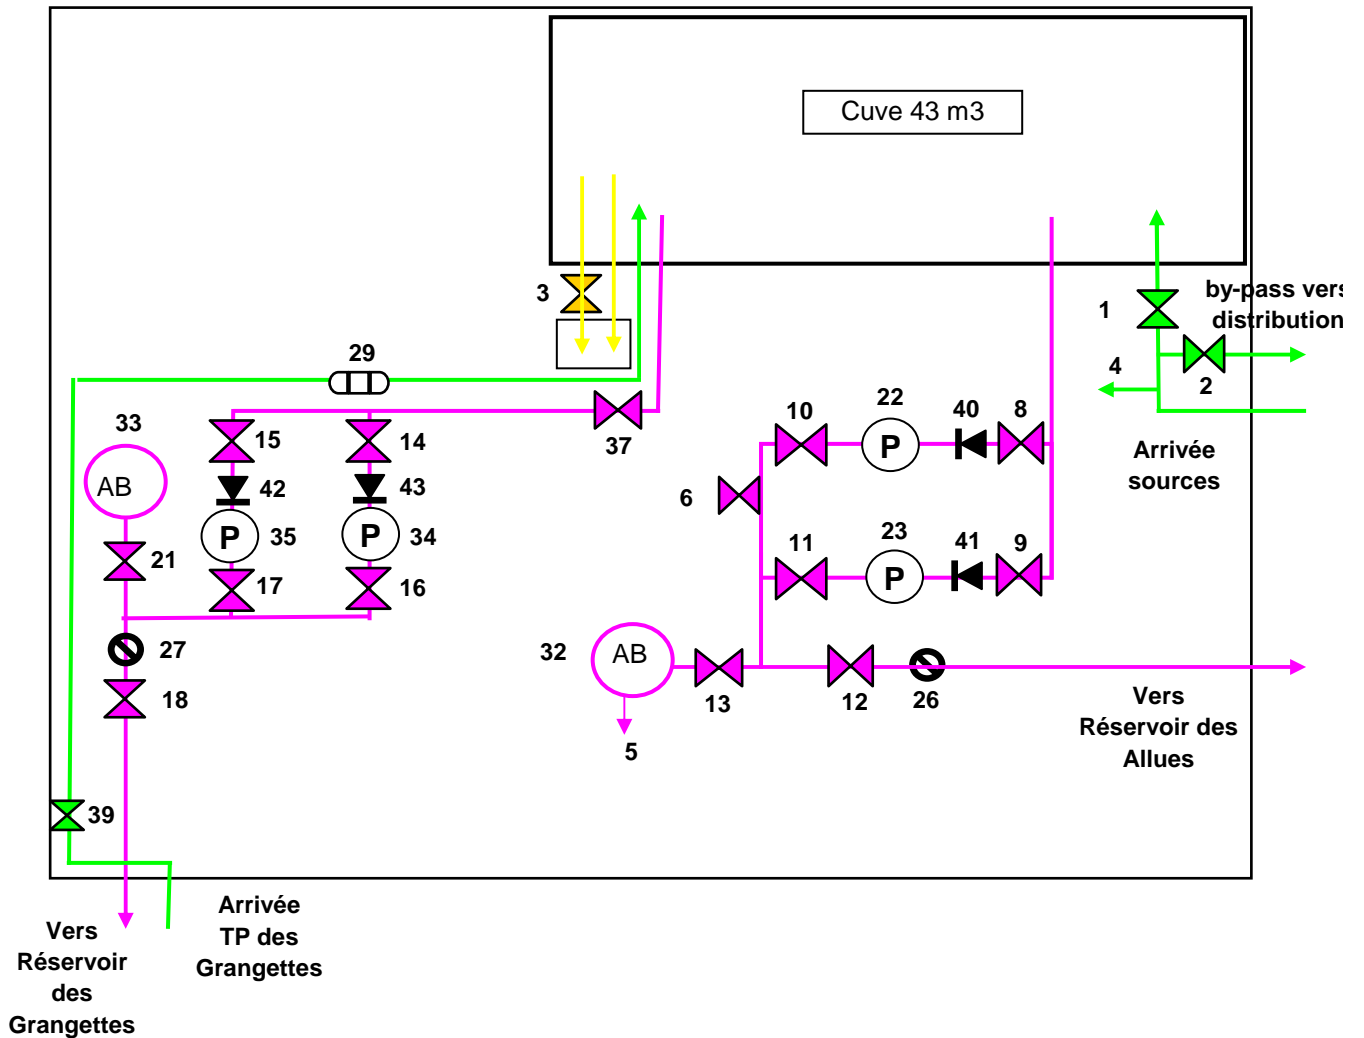 Cuve 43 m3
3
1
by-pass vers
distribution
2
4
29
33
15
14
37
10
22
40
8
Arrivée
sources
AB
42
43
6
P
P
35
P
34
11
23
41
9
P
21
17
16
32
AB
27
18
13
12
26
5
Vers
Réservoir des
Allues
39
Arrivée
TP des
Grangettes
Vers
Réservoir
des
Grangettes